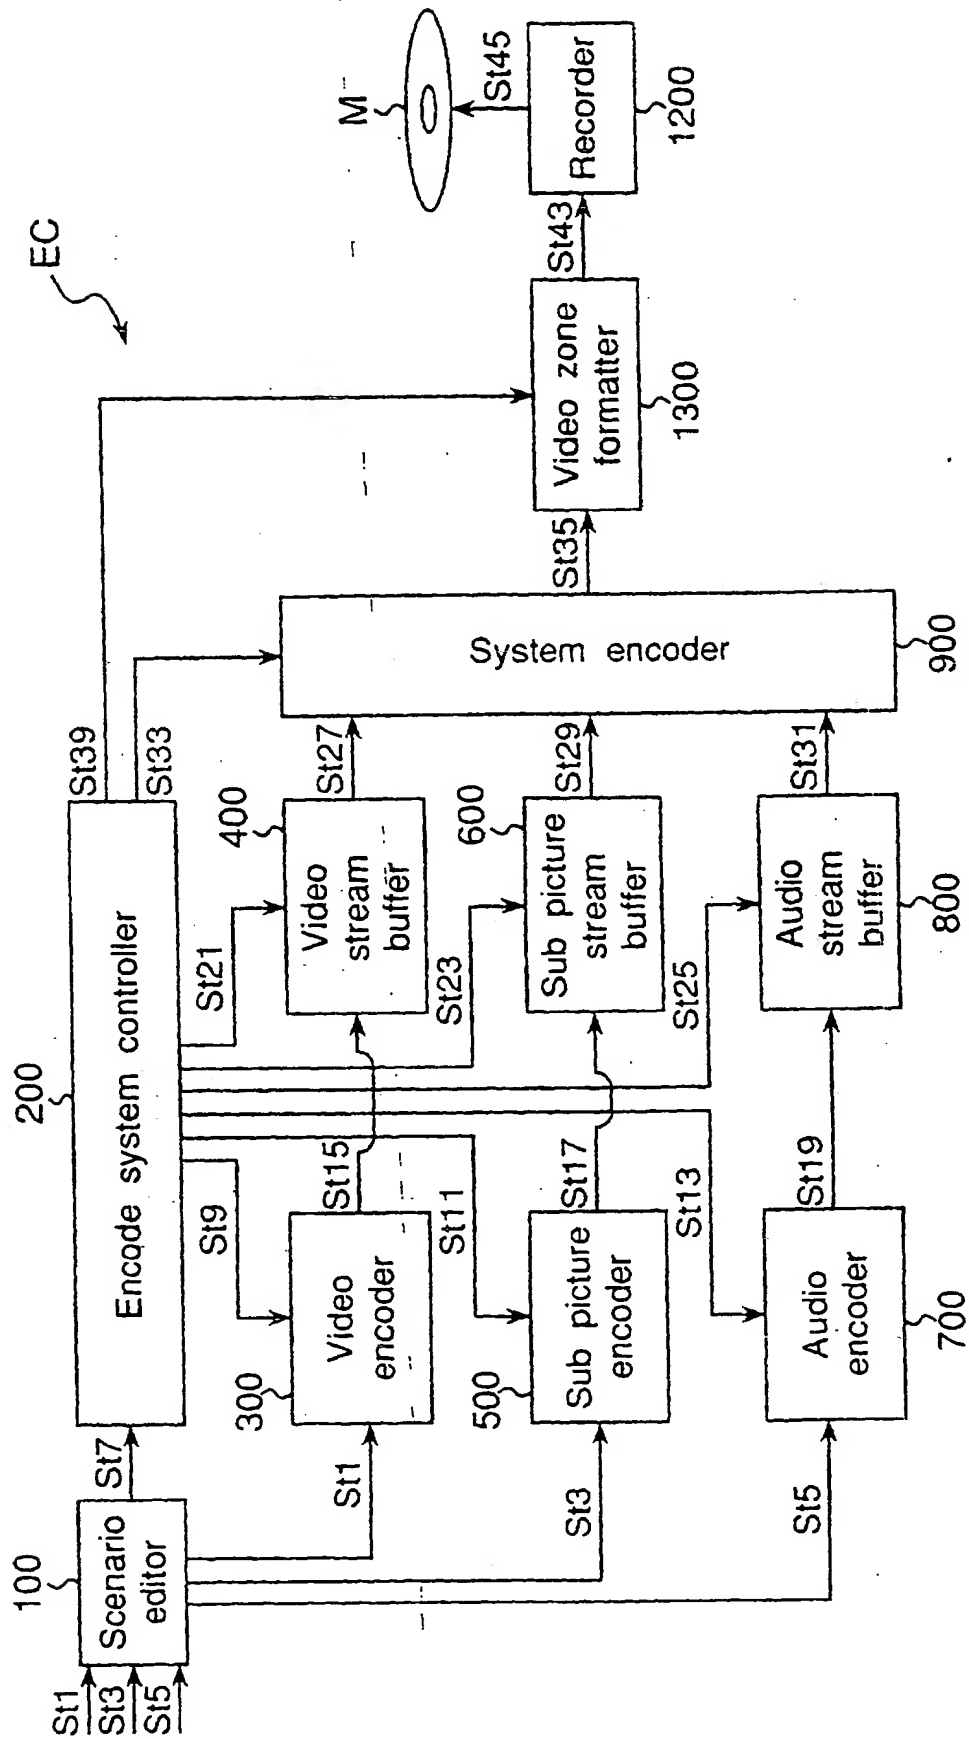 EC
St1
St3
St5
100
Scenario
editor
St7
200
Encode system controller
St39
St33
St9
St11
St13
St21
St23
St25
St1
St3
St5
300
Video
encoder
St15
400
Video
stream
buffer
St27
500
Sub picture
encoder
St17
600
Sub picture
stream
buffer
St29
700
Audio
encoder
St19
800
Audio
stream
buffer
St31
System encoder
900
St35
Video zone
formatter
1300
St43
Recorder
1200
St45
M